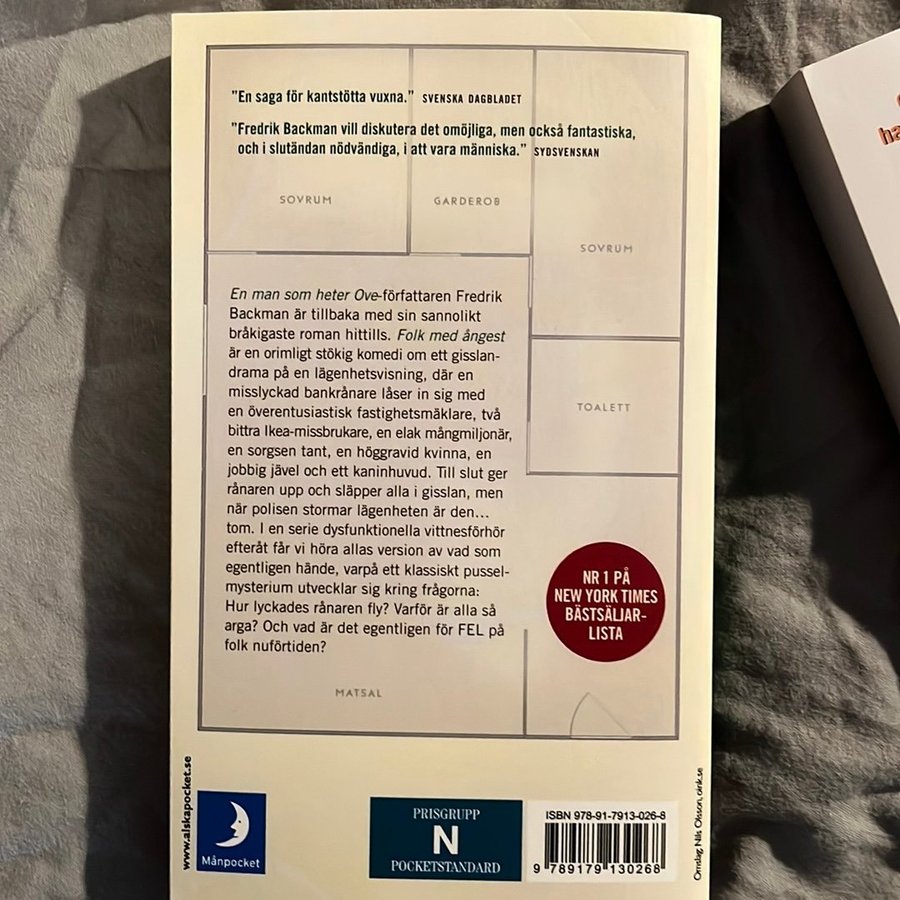 ”En saga för kantstötta vuxna.” SVENSKA DAGBLADET
”Fredrik Backman vill diskutera det omöjliga, men också fantastiska,
och i slutändan nödvändiga, i att vara människa.” SYDSVENSKAN
SOVRUM
GARDEROB
SOVRUM
En man som heter Ove-författaren Fredrik
Backman är tillbaka med sin sannolikt
bråkigaste roman hittills. Folk med ångest
är en orimligt stökig komedi om ett gisslan-
drama på en lägenhetsvisning, där en
misslyckad bankrånare låser in sig med
en överentusiastisk fastighetsmäklare, två
bittra Ikea-missbrukare, en elak mångmiljonär,
en sorgsen tant, en höggravid kvinna, en
jobbig jävel och ett kaninhuvud. Till slut ger
rånaren upp och släpper alla i gisslan, men
när polisen stormar lägenheten är den...
tom. I en serie dysfunktionella vittnesförhör
efteråt får vi höra allas version av vad som
egentligen hände, varpå ett klassiskt pussel-
mysterium utvecklar sig kring frågorna:
Hur lyckades rånaren fly? Varför är alla så
arga? Och vad är det egentligen för FEL på
folk nuförtiden?
TOALETT
NR 1 PÅ
NEW YORK TIMES
BÄSTSÄLJAR-
LISTA
MATSAL
www.alskapocket.se
Månpocket
PRISGRUPP
N
POCKETSTANDARD
ISBN 978-91-7913-026-8
9 789179 130268
Omslag: Nils Olsson, oink.se